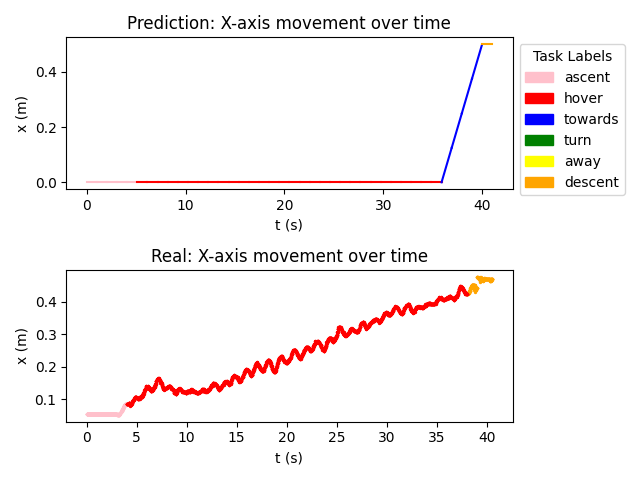 Prediction: X-axis movement over time
x (m)
0.4
0.2
0.0
0
10
20
30
40
t (s)
Task Labels
ascent
hover
towards
turn
away
descent
Real: X-axis movement over time
x (m)
0.4
0.3
0.2
0.1
0
5
10
15
20
25
30
35
40
t (s)